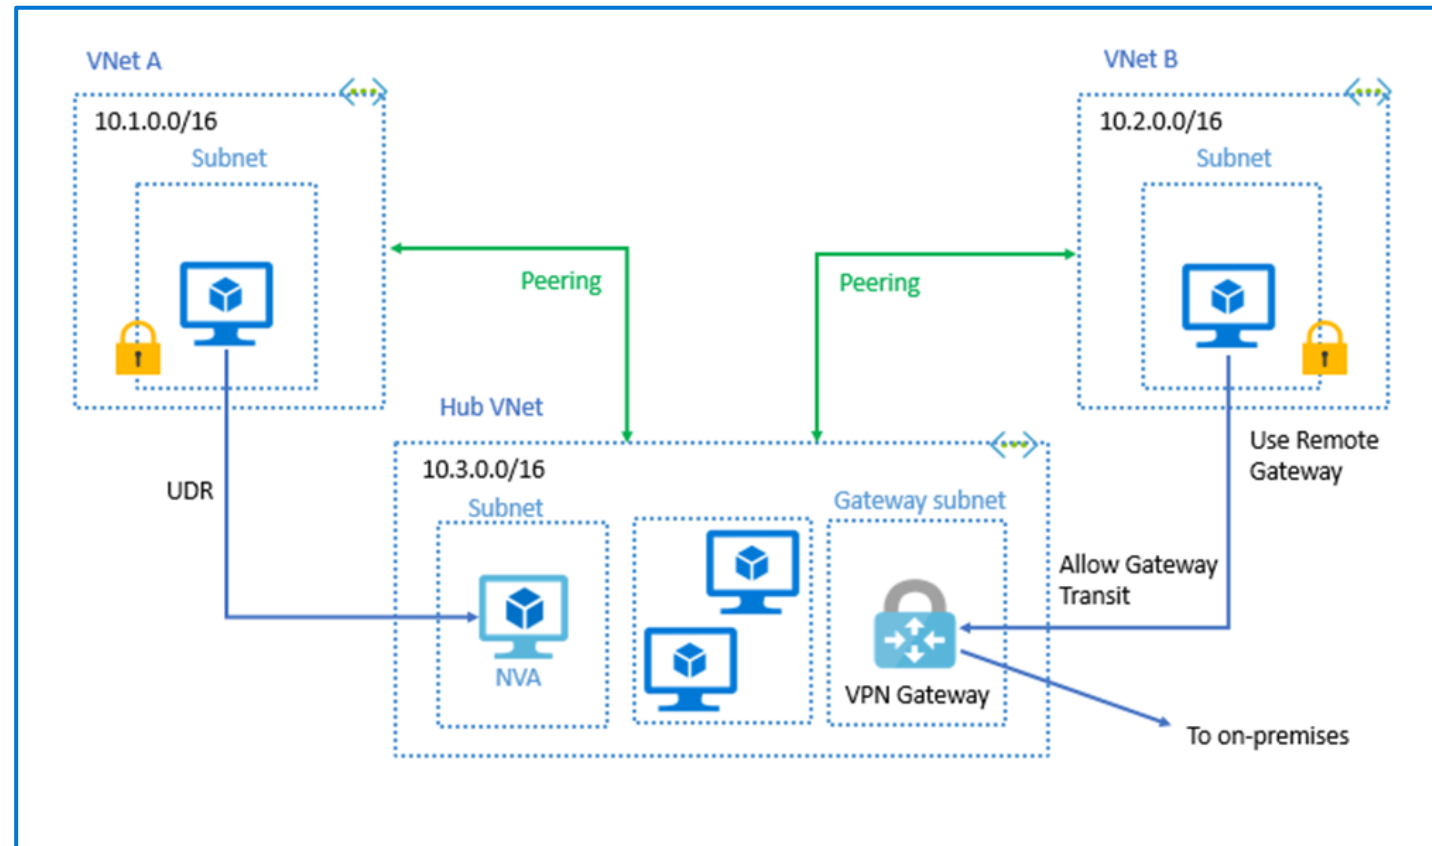 VNet A
10.1.0.0/16
Subnet
VNet B
10.2.0.0/16
Subnet
Peering
Peering
UDR
Hub VNet
10.3.0.0/16
Subnet
NVA
Gateway subnet
VPN Gateway
Use Remote
Gateway
Allow Gateway
Transit
To on-premises